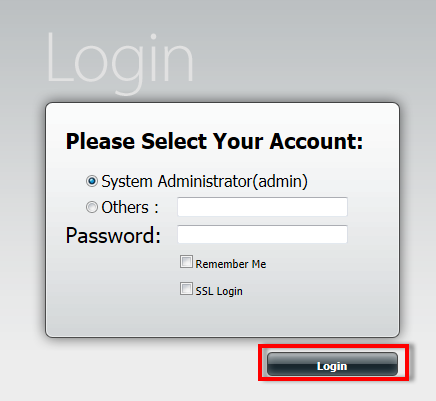 Login
Please Select Your Account:
System Administrator(admin)
Others :
Password:
Remember Me
SSL Login
Login